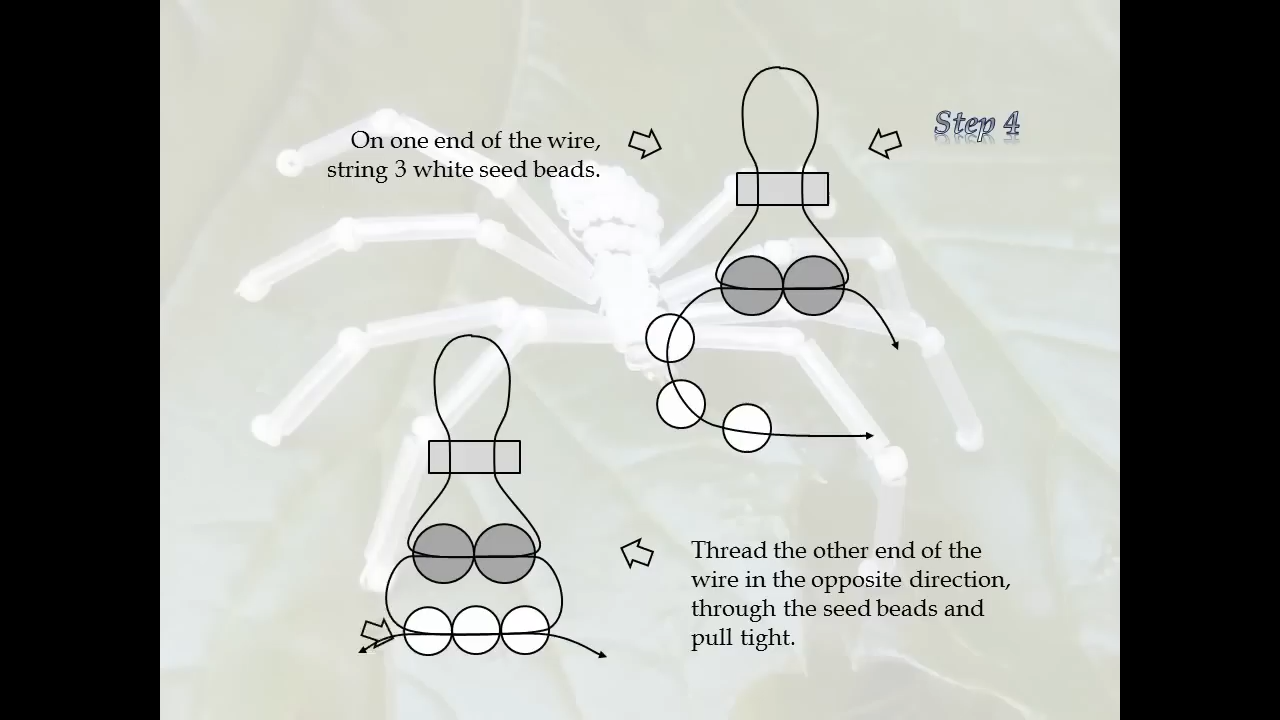 Step 4
On one end of the wire,
string 3 white seed beads.
Thread the other end of the
wire in the opposite direction,
through the seed beads and
pull tight.